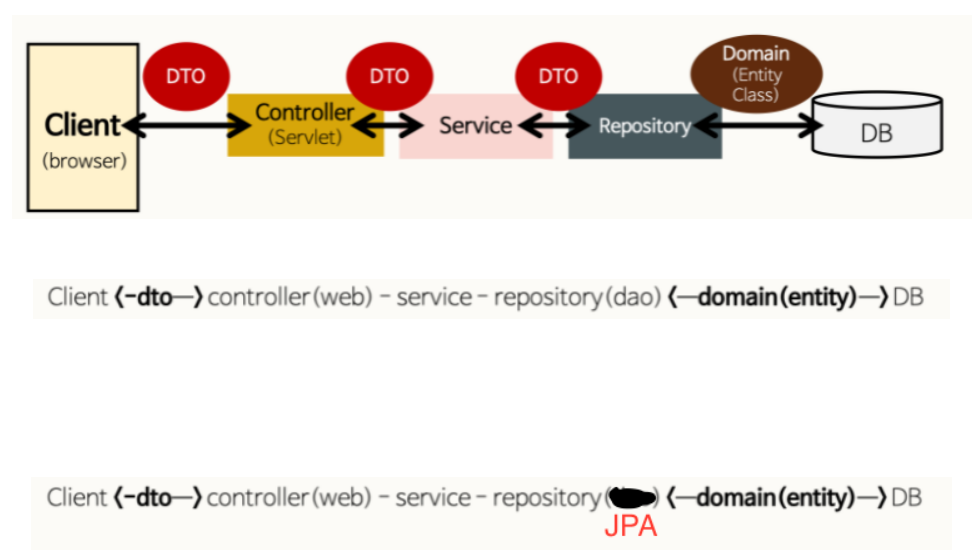 DTO DTO DTO Domain
(Entity
Class)
Client
(browser)
Controller
(Servlet)
Service
Repository
DB
Client <-dto—> controller(web) - service - repository(dao) <—domain(entity)—> DB
Client <-dto—> controller(web) - service - repository( ) <—domain(entity)—> DB
JPA